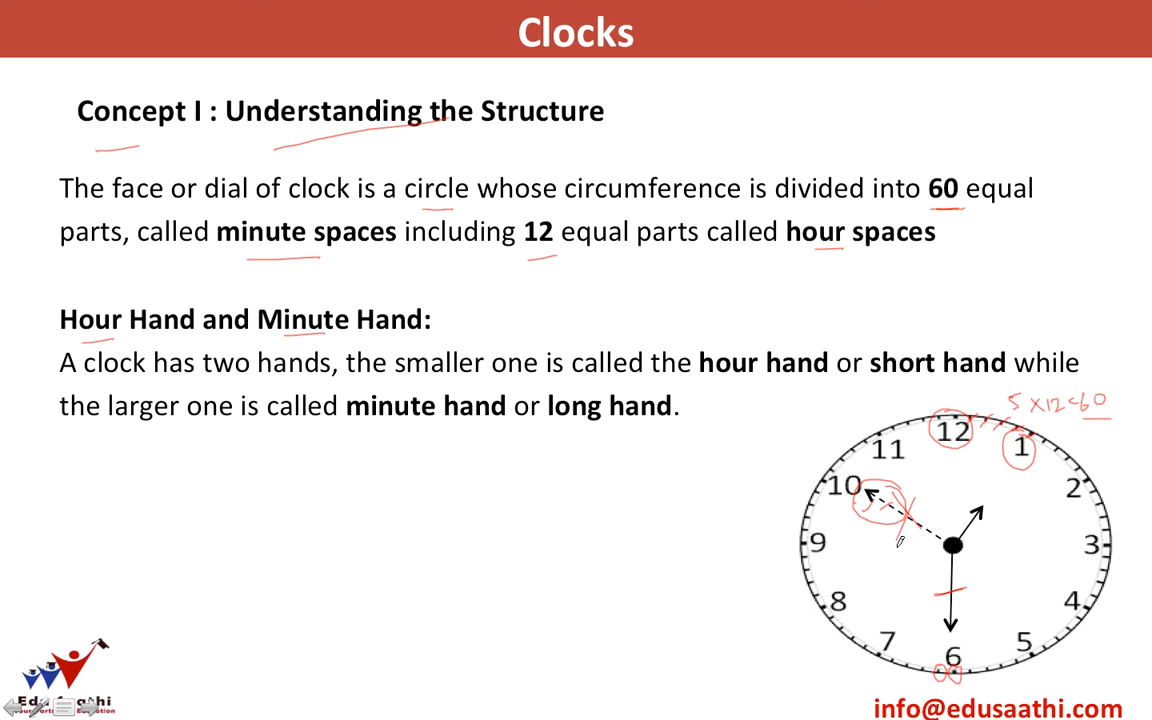 Clocks
Concept I : Understanding the Structure
The face or dial of clock is a circle whose circumference is divided into 60 equal
parts, called minute spaces including 12 equal parts called hour spaces
Hour Hand and Minute Hand:
A clock has two hands, the smaller one is called the hour hand or short hand while
the larger one is called minute hand or long hand.
5 X12=60
12
11
1
10
2
9
3
8
4
7
5
6
info@edusaathi.com